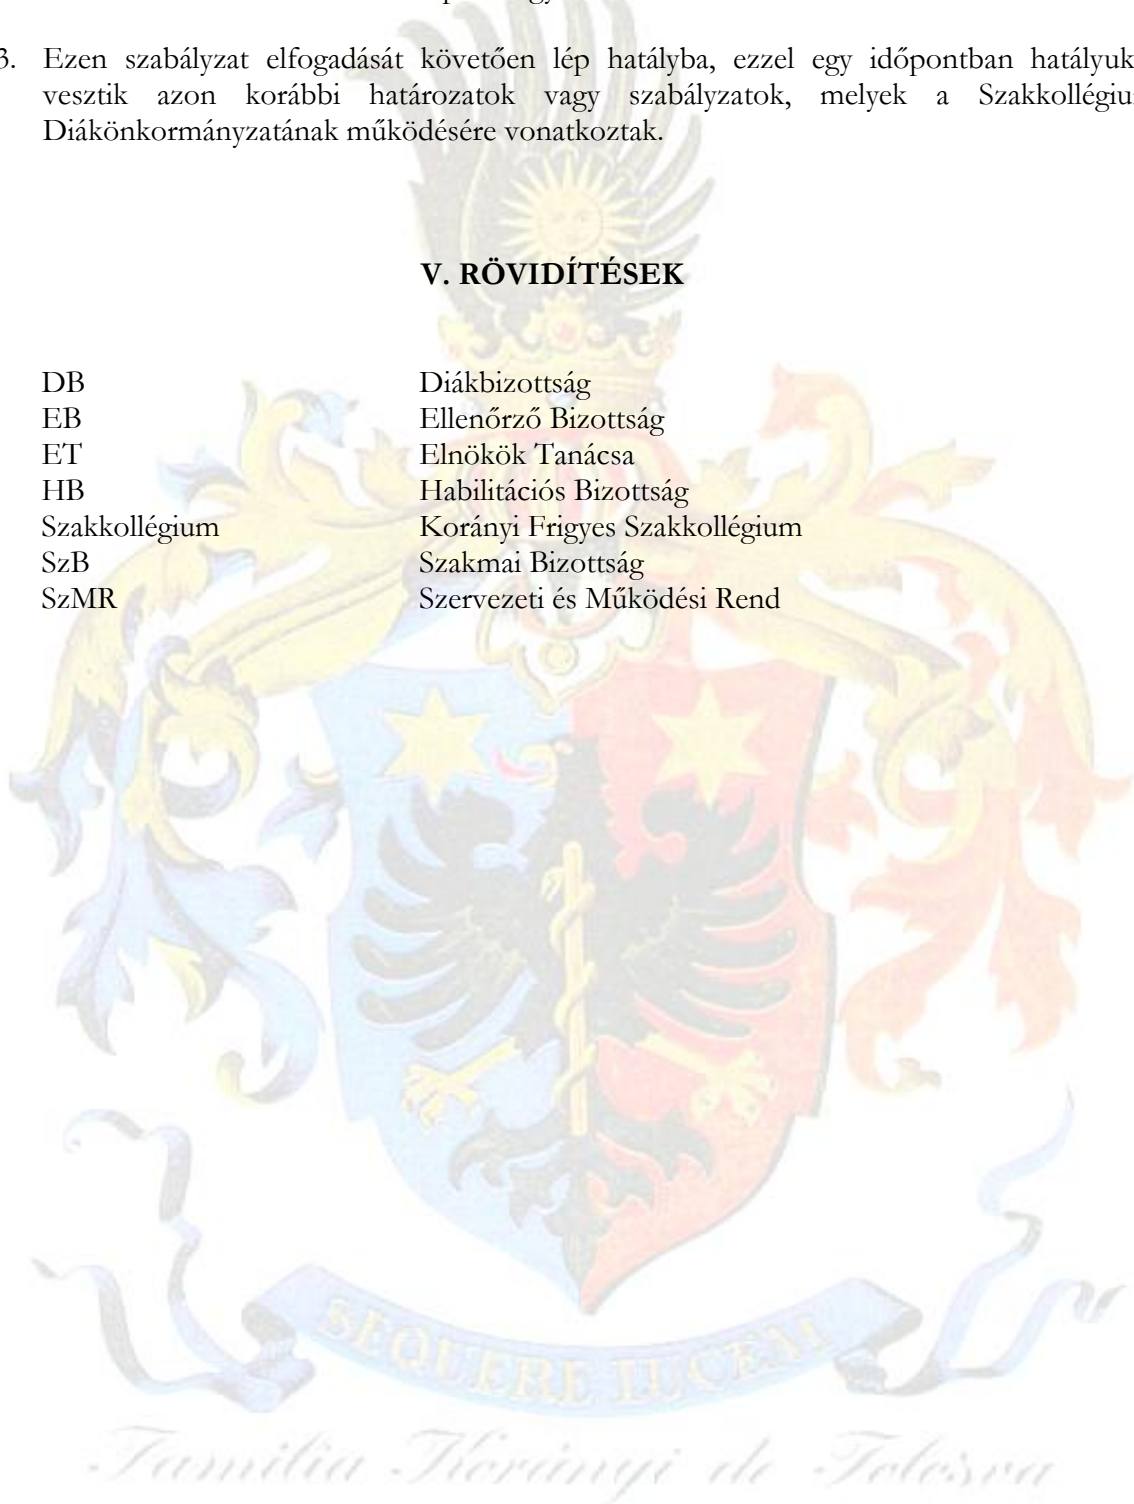 3. Ezen szabályzat elfogadását követően lép hatályba, ezzel egy időpontban hatályuk
vesztik azon korábbi határozatok vagy szabályzatok, melyek a Szakkollégiu
Diákönkormányzatának működésére vonatkoztak.
V. RÖVIDÍTÉSEK
DB Diákbizottság
EB Ellenőrző Bizottság
ET Elnökök Tanácsa
HB Habilitációs Bizottság
Szakkollégium Korányi Frigyes Szakkollégium
SzB Szakmai Bizottság
SzMR Szervezeti és Működési Rend
SEQUERE LUCEM
Familia Korányi de Tolcsva